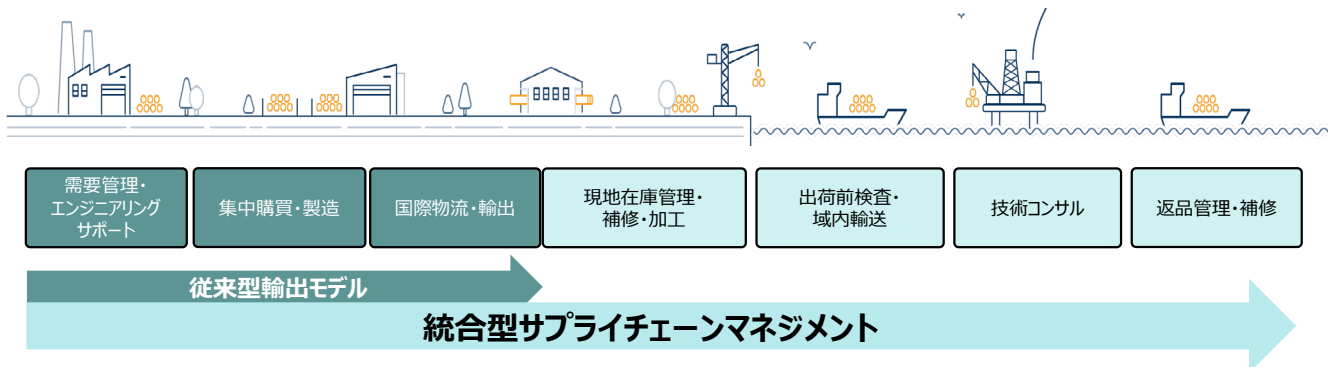 需要管理・
エンジニアリング
サポート
集中購買・製造
国際物流・輸出
現地在庫管理・
補修・加工
出荷前検査・
域内輸送
技術コンサル
返品管理・補修
従来型輸出モデル
統合型サプライチェーンマネジメント